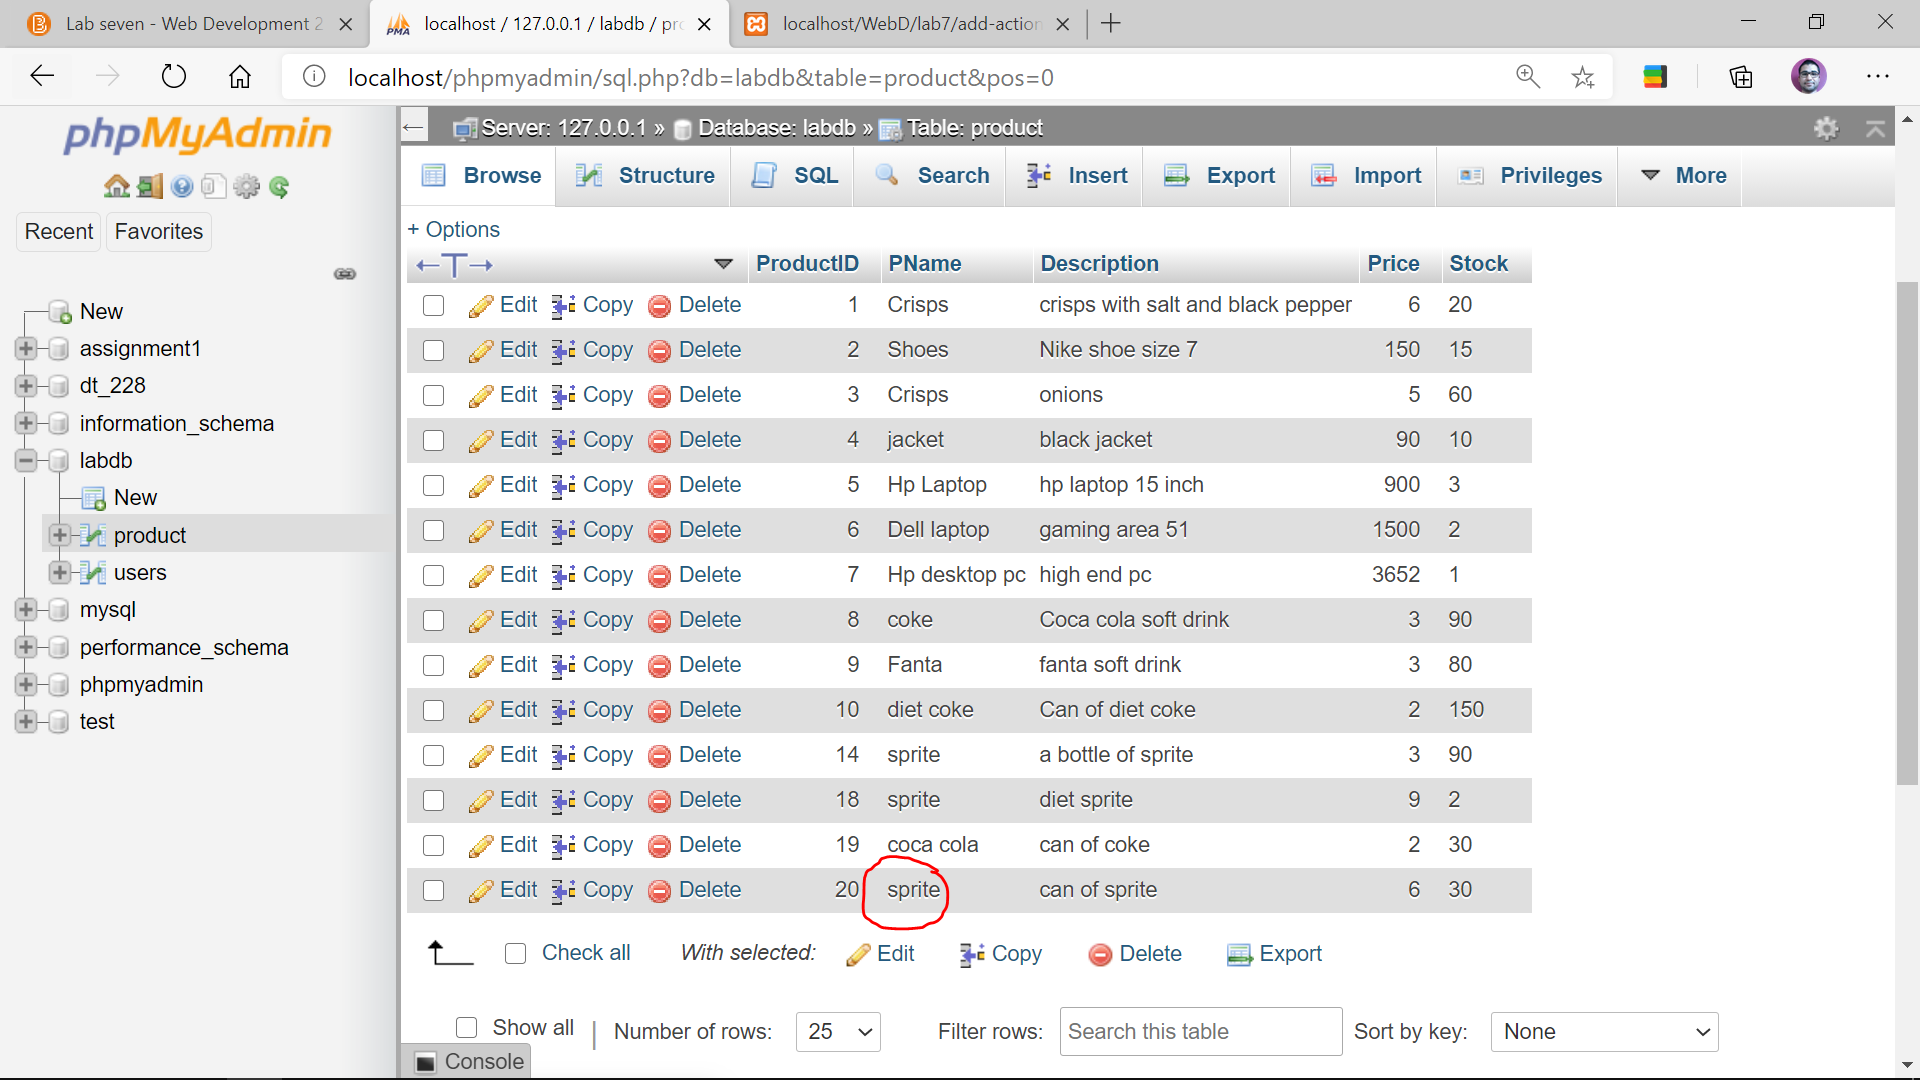 Lab seven - Web Development 2
localhost / 127.0.0.1 / labdb / pro
localhost/WebD/lab7/add-action
localhost/phpmyadmin/sql.php?db=labdb&table=product&pos=0
phpMyAdmin
Recent Favorites
New
assignment1
dt_228
information_schema
labdb
New
product
users
mysql
performance_schema
phpmyadmin
test
Server: 127.0.0.1 » Database: labdb » Table: product
Browse Structure SQL Search Insert Export Import Privileges More
+ Options
ProductID PName Description Price Stock
Edit Copy Delete 1 Crisps crisps with salt and black pepper 6 20
Edit Copy Delete 2 Shoes Nike shoe size 7 150 15
Edit Copy Delete 3 Crisps onions 5 60
Edit Copy Delete 4 jacket black jacket 90 10
Edit Copy Delete 5 Hp Laptop hp laptop 15 inch 900 3
Edit Copy Delete 6 Dell laptop gaming area 51 1500 2
Edit Copy Delete 7 Hp desktop pc high end pc 3652 1
Edit Copy Delete 8 coke Coca cola soft drink 3 90
Edit Copy Delete 9 Fanta fanta soft drink 3 80
Edit Copy Delete 10 diet coke Can of diet coke 2 150
Edit Copy Delete 14 sprite a bottle of sprite 3 90
Edit Copy Delete 18 sprite diet sprite 9 2
Edit Copy Delete 19 coca cola can of coke 2 30
Edit Copy Delete 20 sprite can of sprite 6 30
Check all With selected: Edit Copy Delete Export
Show all | Number of rows: 25 Filter rows: Search this table Sort by key: None
Console